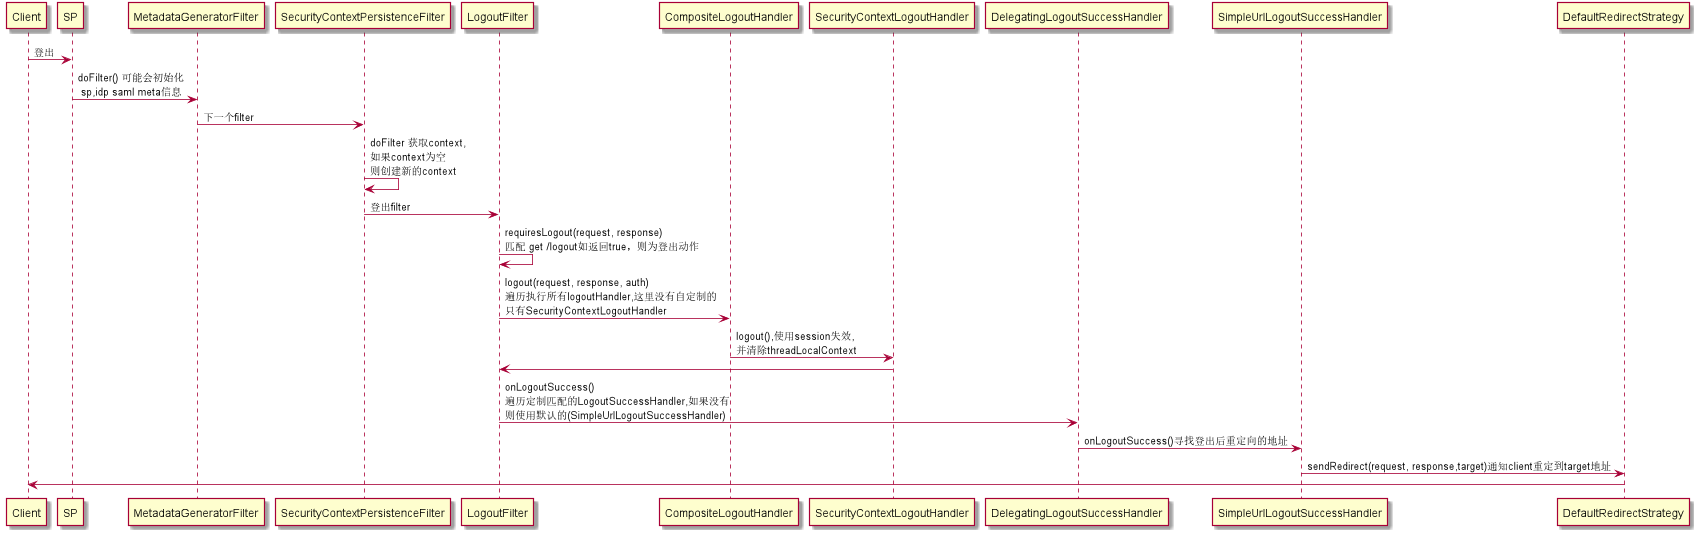 Client
SP
MetadataGeneratorFilter
SecurityContextPersistenceFilter
LogoutFilter
CompositeLogoutHandler
SecurityContextLogoutHandler
DelegatingLogoutSuccessHandler
SimpleUrlLogoutSuccessHandler
DefaultRedirectStrategy
登出
doFilter() 可能会初始化
sp,idp saml meta信息
下一个filter
doFilter 获取context,
如果context为空
则创建新的context
登出filter
requiresLogout(request, response)
匹配 get /logout如返回true，则为登出动作
logout(request, response, auth)
遍历执行所有logoutHandler,这里没有自定制的
只有SecurityContextLogoutHandler
logout(),使用session失效,
并清除threadLocalContext
onLogoutSuccess()
遍历定制匹配的LogoutSuccessHandler,如果没有
则使用默认的(SimpleUrlLogoutSuccessHandler)
onLogoutSuccess()寻找登出后重定向的地址
sendRedirect(request, response,target)通知client重定到target地址
Client
SP
MetadataGeneratorFilter
SecurityContextPersistenceFilter
LogoutFilter
CompositeLogoutHandler
SecurityContextLogoutHandler
DelegatingLogoutSuccessHandler
SimpleUrlLogoutSuccessHandler
DefaultRedirectStrategy